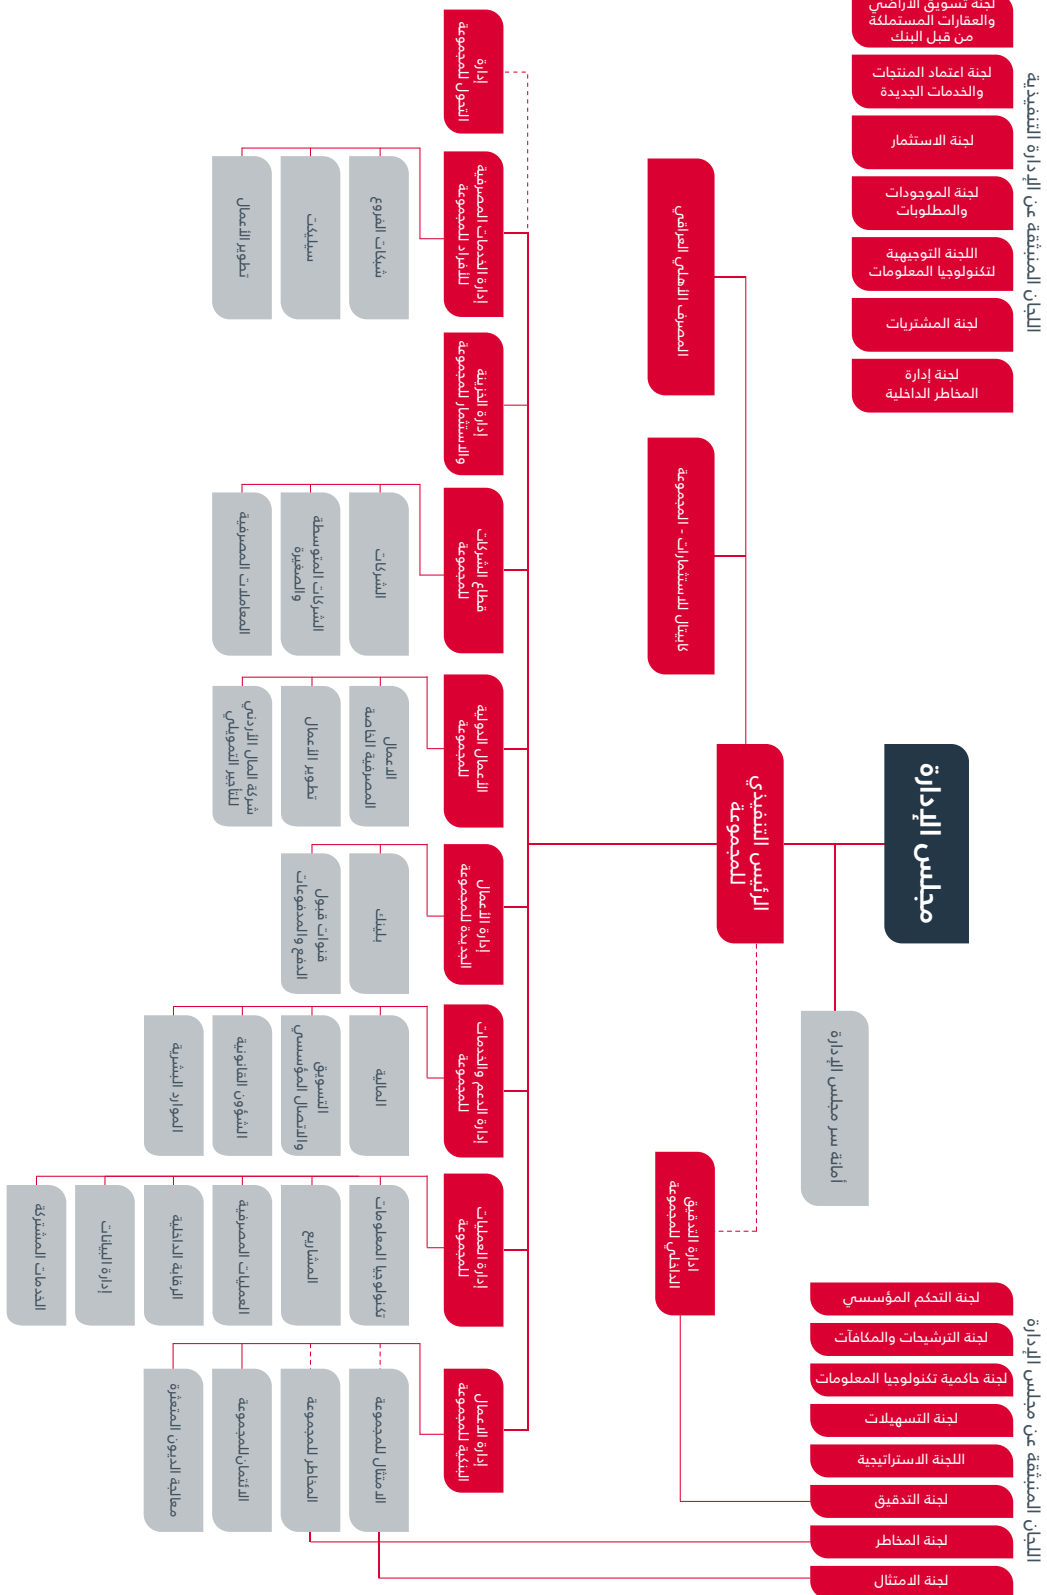 مجلس الإدارة
أمانة سر مجلس الإدارة
الرئيس التنفيذي
للمجموعة
المصرف الأهلي العراقي
كابيتال للاستثمارات - المجموعة
ادارة التدقيق
الداخلي للمجموعة
إدارة
التحول للمجموعة
إدارة الخدمات المصرفية
للأفراد للمجموعة
شبكات الفروع
سيليكت
تطوير الأعمال
إدارة الخزينة
والاستثمار للمجموعة
قطاع الشركات
للمجموعة
الشركات
الشركات المتوسطة
والصغيرة
المعاملات المصرفية
الأعمال الدولية
للمجموعة
الاعمال
المصرفية الخاصة
تطوير الأعمال
شركة المال الأردني
للتأجير التمويلي
إدارة الأعمال
الجديدة للمجموعة
بلينك
قنوات قبول
الدفع والمدفوعات
إدارة الدعم والخدمات
للمجموعة
المالية
التسويق
والاتصال المؤسسي
الشؤون القانونية
الموارد البشرية
إدارة العمليات
للمجموعة
تكنولوجيا المعلومات
المشاريع
العمليات المصرفية
الرقابة الداخلية
إدارة البيانات
الخدمات المشتركة
إدارة الاعمال
البنكية للمجموعة
الامتثال للمجموعة
المخاطر للمجموعة
الائتمان للمجموعة
معالجة الديون المتعثرة
اللجان المنبثقة عن الإدارة التنفيذية
لجنة تسويق الأراضي
والعقارات المستملكة
من قبل البنك
لجنة اعتماد المنتجات
والخدمات الجديدة
لجنة الاستثمار
لجنة الموجودات
والمطلوبات
اللجنة التوجيهية
لتكنولوجيا المعلومات
لجنة المشتريات
لجنة إدارة
المخاطر الداخلية
اللجان المنبثقة عن مجلس الإدارة
لجنة التحكم المؤسسي
لجنة الترشيحات والمكافآت
لجنة حاكمية تكنولوجيا المعلومات
لجنة التسهيلات
اللجنة الاستراتيجية
لجنة التدقيق
لجنة المخاطر
لجنة الامتثال